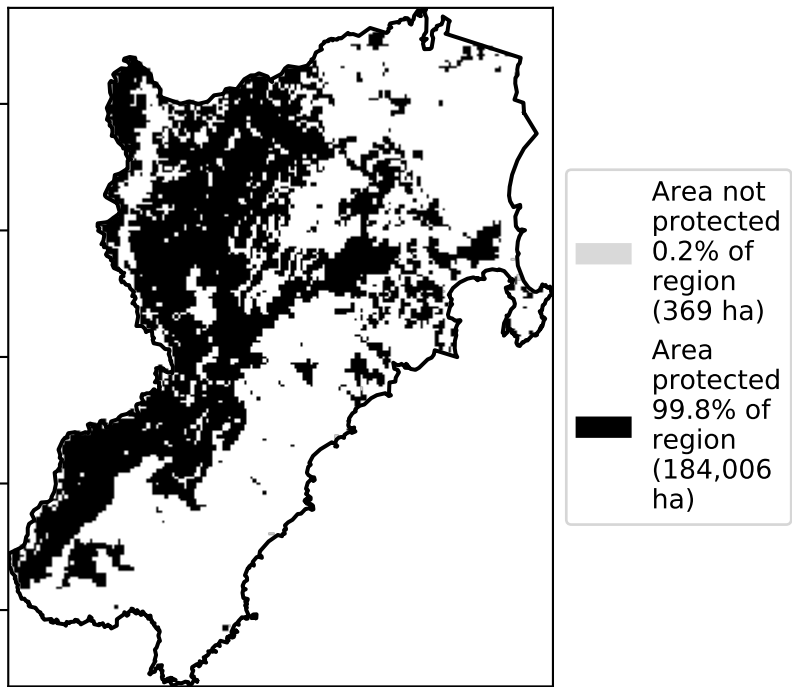 Area not
protected
0.2% of
region
(369 ha)
Area
protected
99.8% of
region
(184,006
ha)